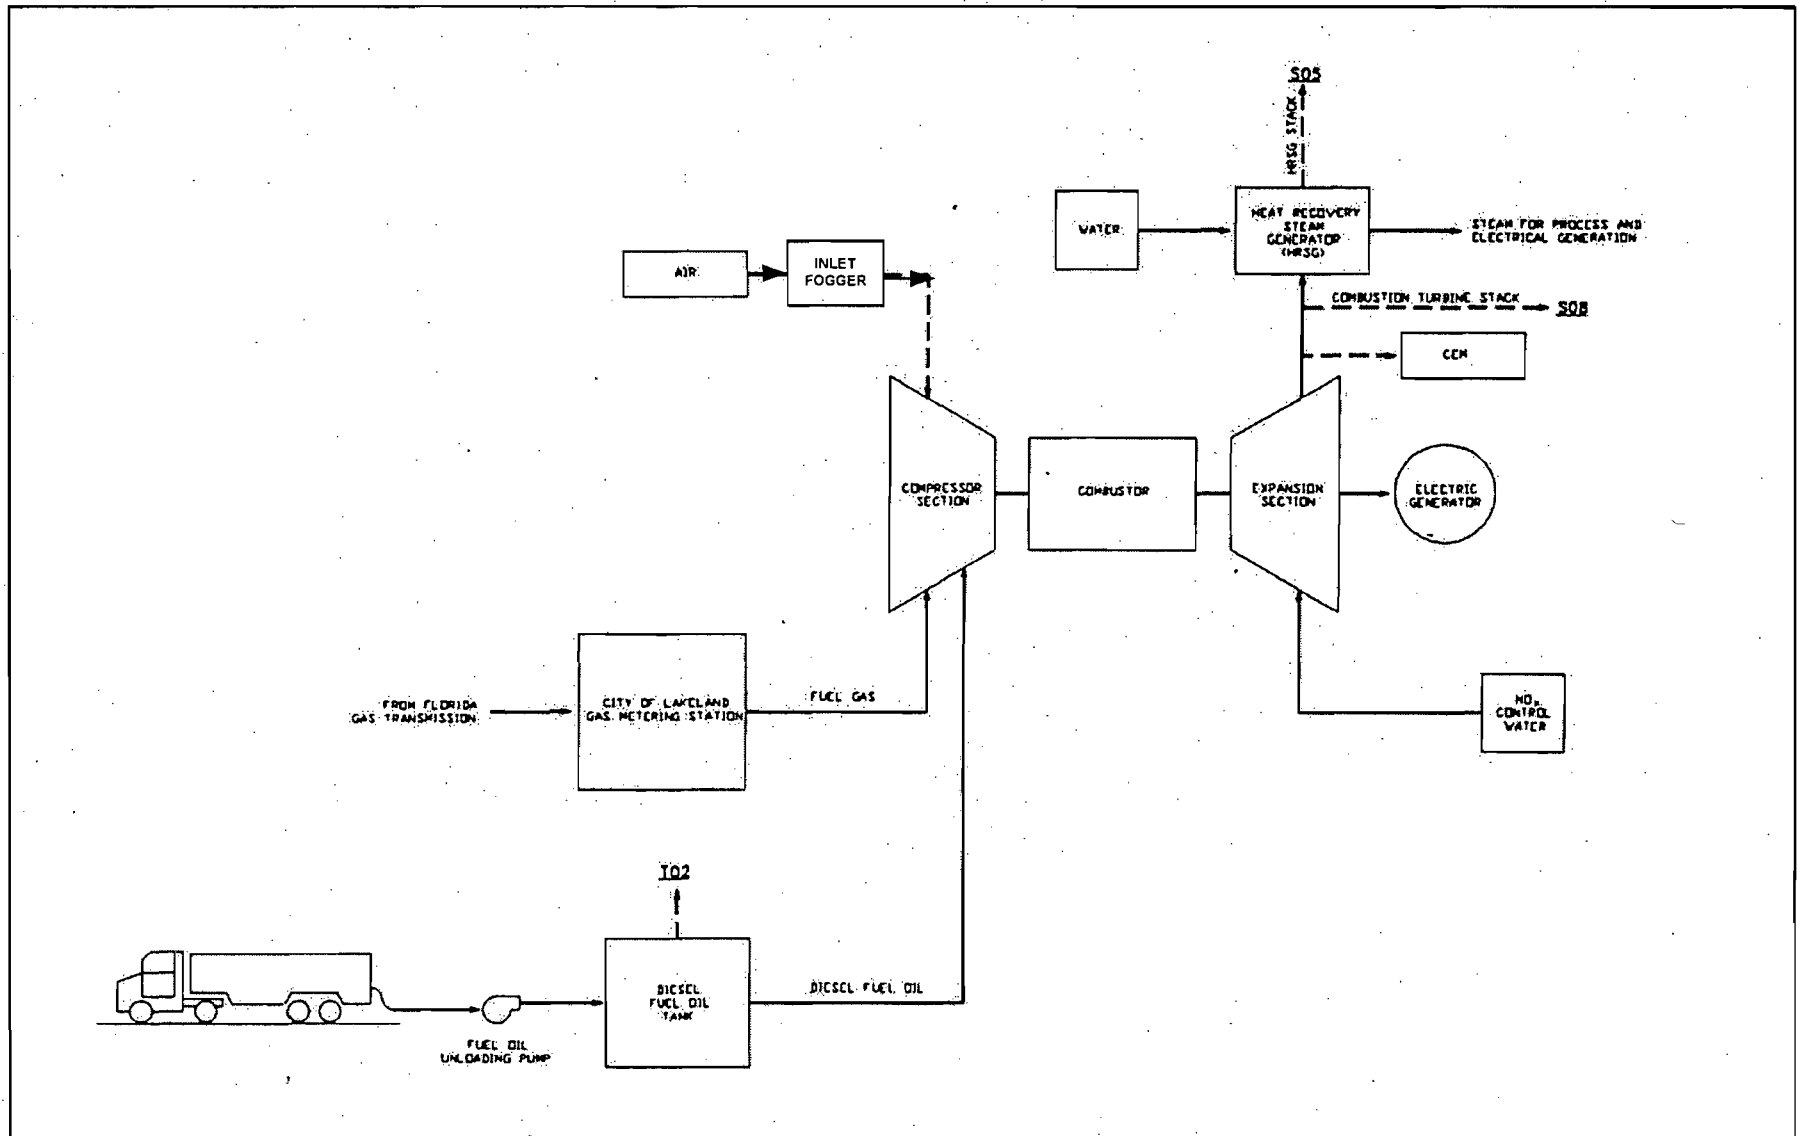 S05
HRSG STACK
WATER
HEAT RECOVERY
STEAM
GENERATOR
(HRSG)
STEAM FOR PROCESS AND
ELECTRICAL GENERATION
AIR
INLET
FOGGER
COMBUSTION TURBINE STACK
S08
CEM
COMPRESSOR
SECTION
COMBUSTOR
EXPANSION
SECTION
ELECTRIC
GENERATOR
FROM FLORIDA
GAS TRANSMISSION
CITY OF LAKELAND
GAS METERING STATION
FUEL GAS
NOx
CONTROL
WATER
T02
DIESEL
FUEL OIL
TANK
DIESEL FUEL OIL
FUEL OIL
UNLOADING PUMP